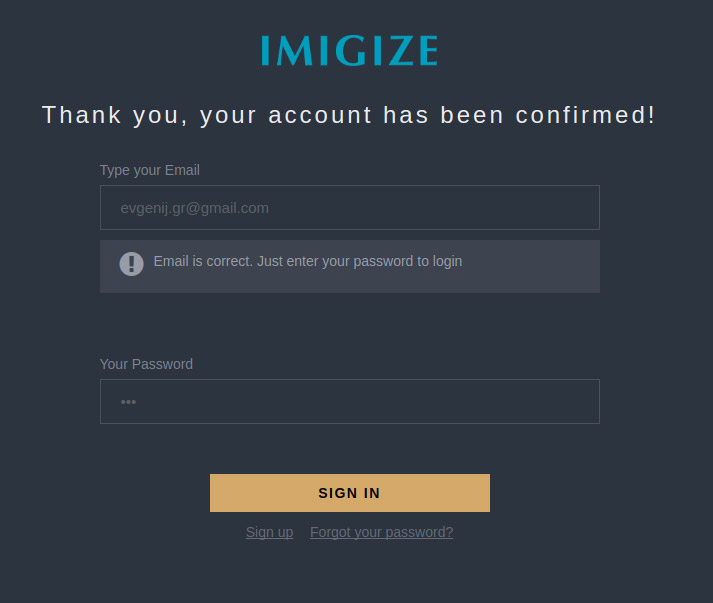 IMIGIZE
Thank you, your account has been confirmed!
Type your Email
evgenij.gr@gmail.com
Email is correct. Just enter your password to login
Your Password
•••
SIGN IN
Sign up Forgot your password?